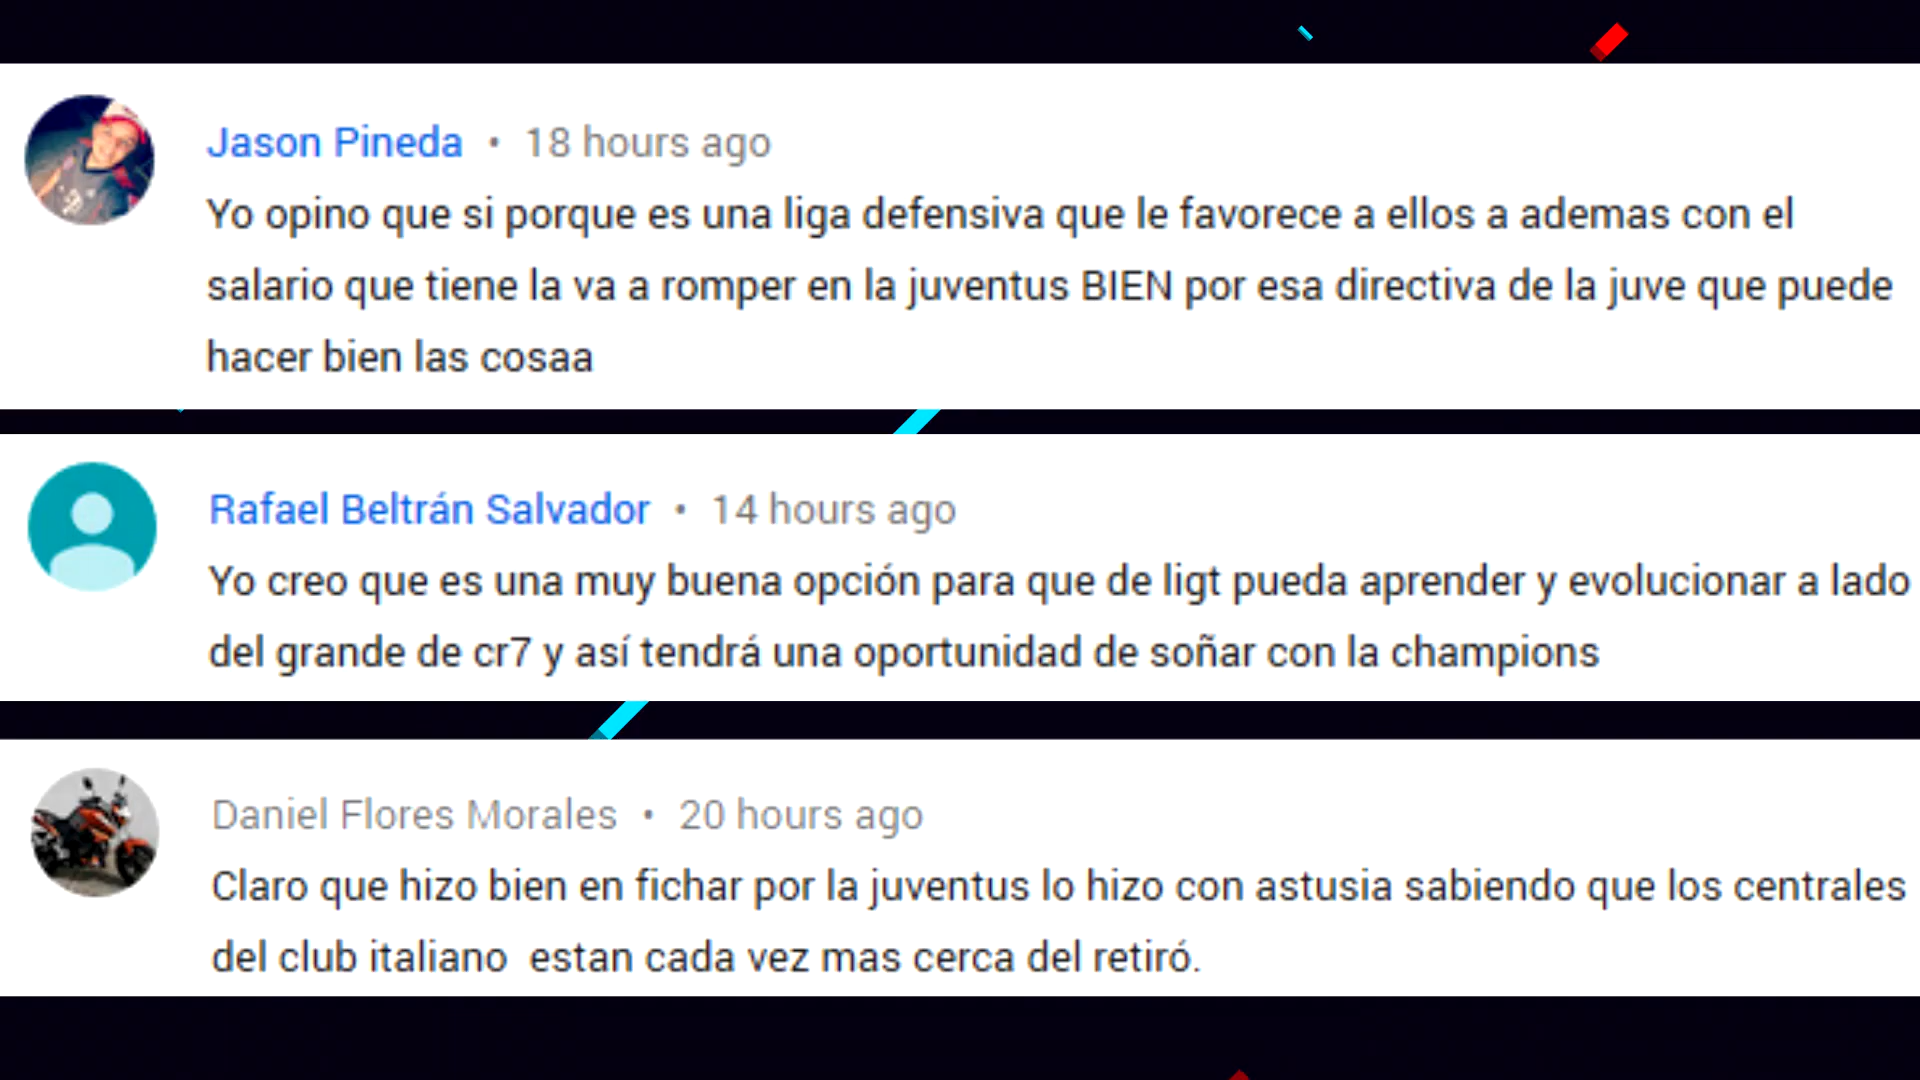 Jason Pineda • 18 hours ago
Yo opino que si porque es una liga defensiva que le favorece a ellos a ademas con el
salario que tiene la va a romper en la juventus BIEN por esa directiva de la juve que puede
hacer bien las cosaa
Rafael Beltrán Salvador • 14 hours ago
Yo creo que es una muy buena opción para que de ligt pueda aprender y evolucionar a lado
del grande de cr7 y así tendrá una oportunidad de soñar con la champions
Daniel Flores Morales • 20 hours ago
Claro que hizo bien en fichar por la juventus lo hizo con astusia sabiendo que los centrales
del club italiano  estan cada vez mas cerca del retiró.